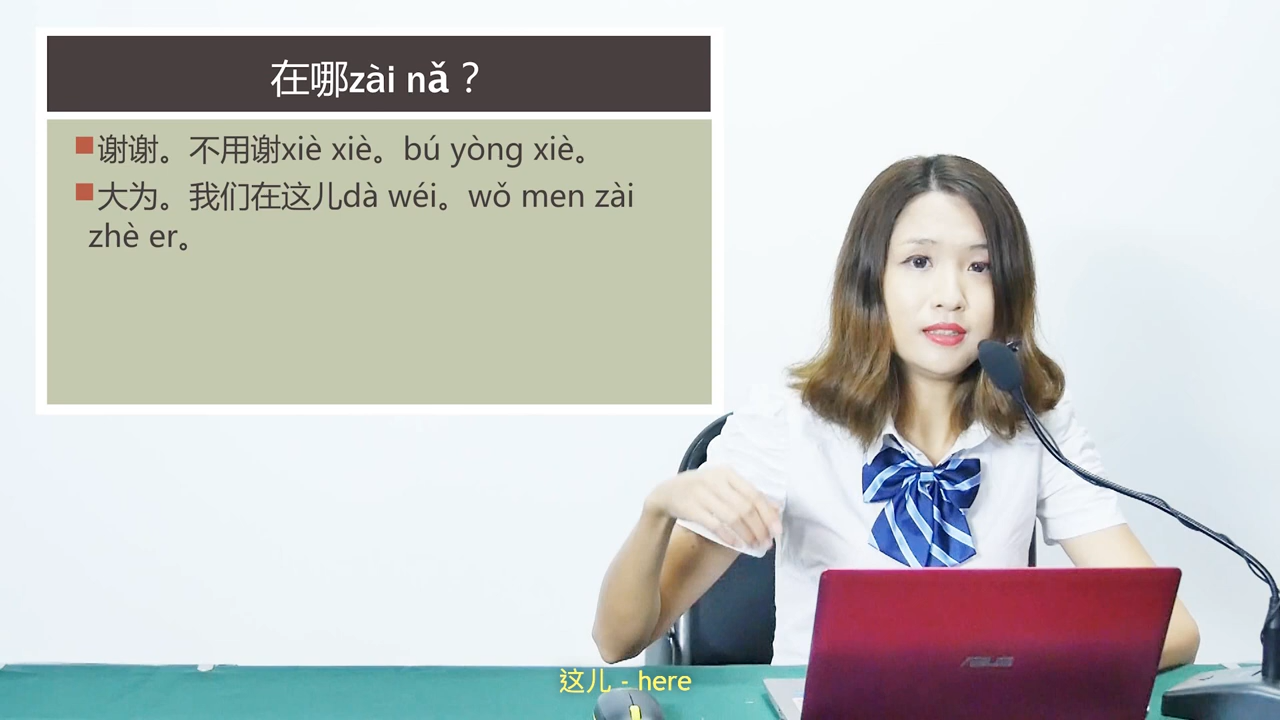 在哪zài nǎ？
谢谢。不用谢xiè xiè。bú yòng xiè。
大为。我们在这儿dà wéi。wǒ men zài
zhè er。
ASUS
这儿 - here